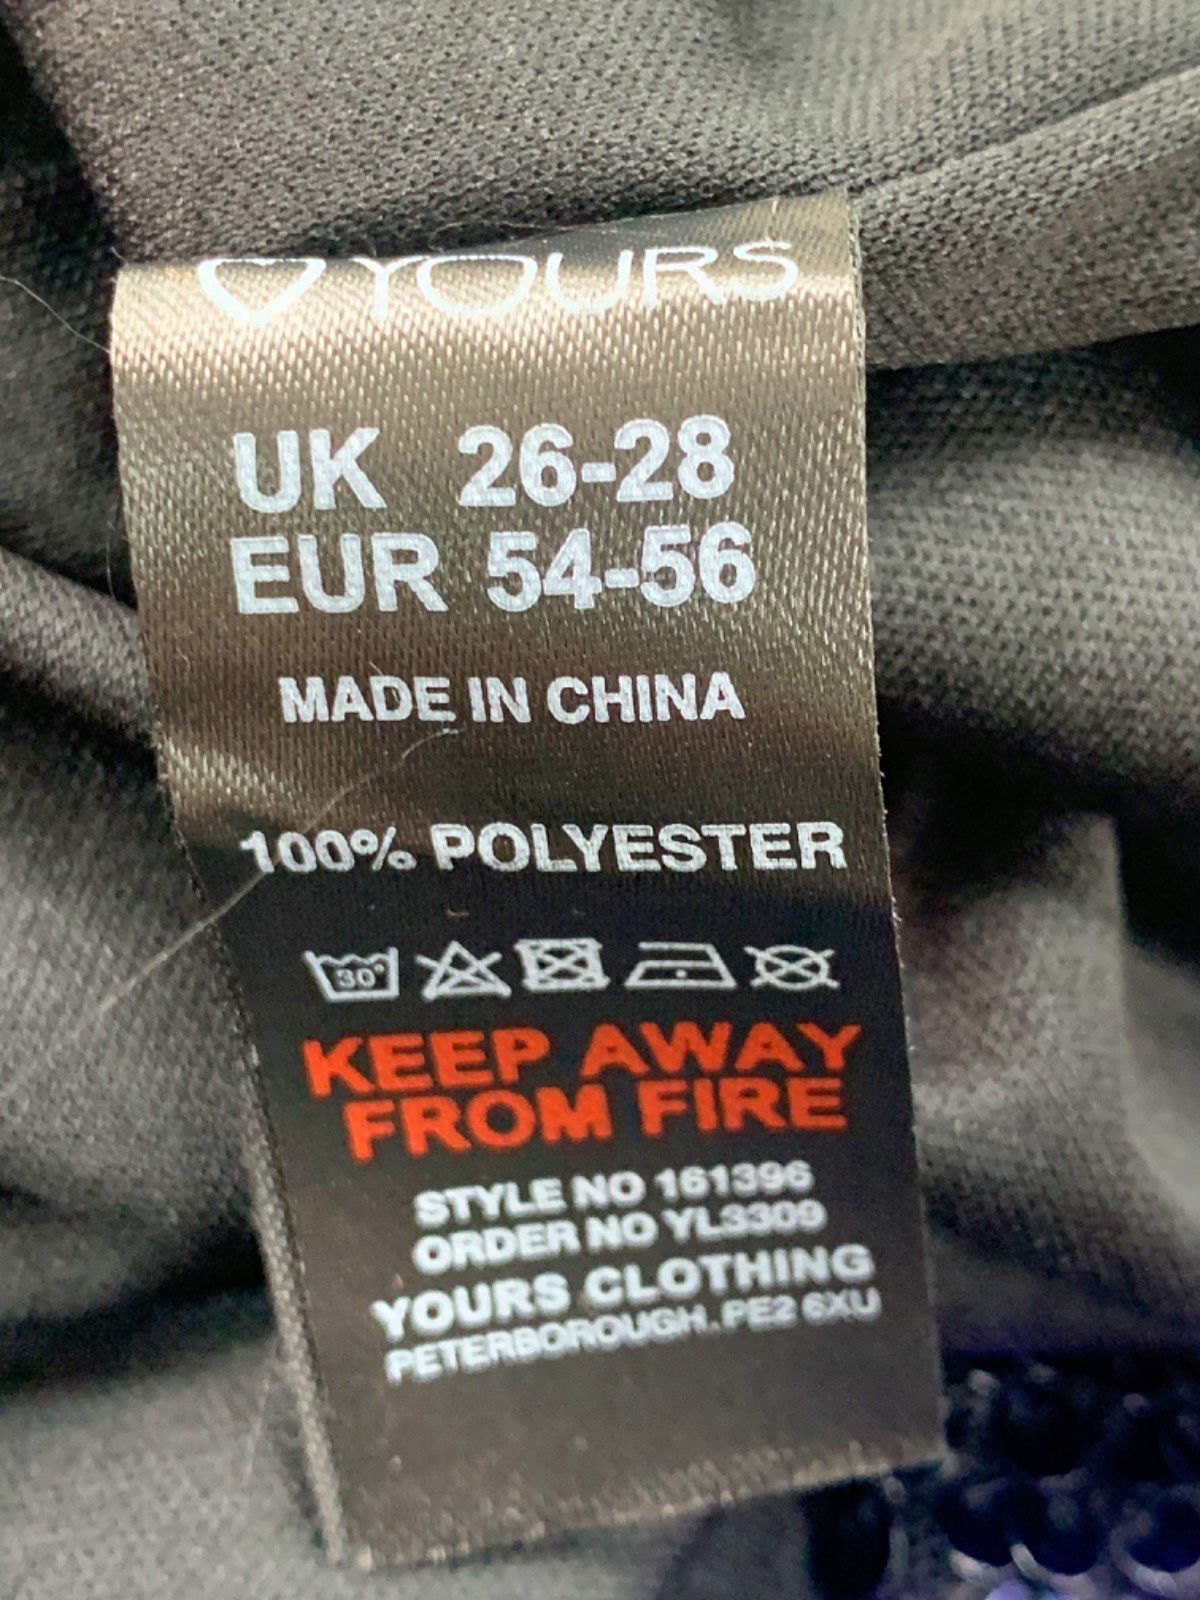 YOURS
UK 26-28
EUR 54-56
MADE IN CHINA
100% POLYESTER
30°
KEEP AWAY
FROM FIRE
STYLE NO 161396
ORDER NO YL3309
YOURS CLOTHING
PETERBOROUGH.PE2 6XU